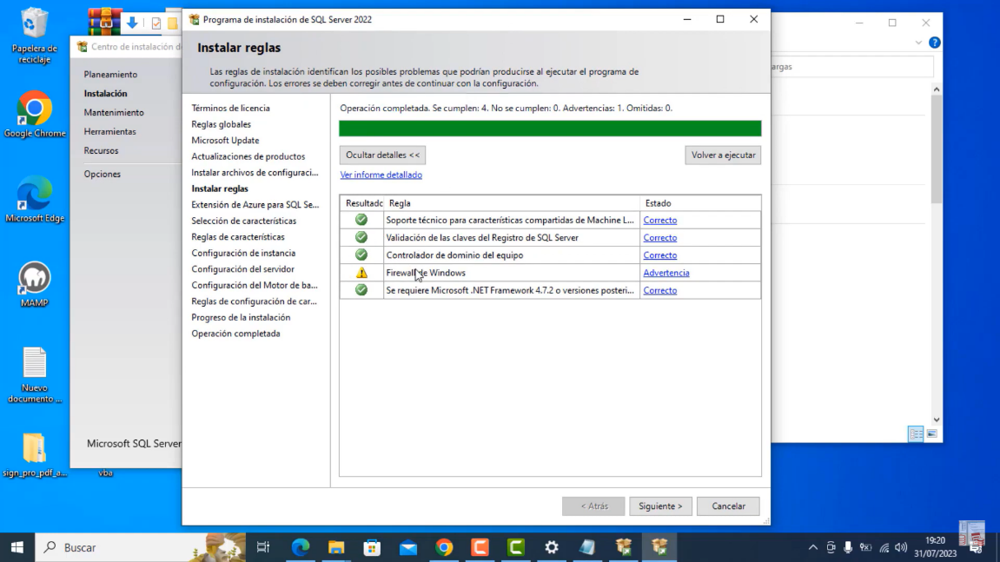 Papelera de
reciclaje
Google Chrome
Microsoft Edge
MAMP
Nuevo
documento ...
sign_pro_pdf_a...
vba
Centro de instalación d
Planeamiento
Instalación
Mantenimiento
Herramientas
Recursos
Opciones
Microsoft SQL Server
Programa de instalación de SQL Server 2022
Instalar reglas
Las reglas de instalación identifican los posibles problemas que podrían producirse al ejecutar el programa de
configuración. Los errores se deben corregir antes de continuar con la configuración.
Términos de licencia
Reglas globales
Microsoft Update
Actualizaciones de productos
Instalar archivos de configuraci...
Instalar reglas
Extensión de Azure para SQL Se...
Selección de características
Reglas de características
Configuración de instancia
Configuración del servidor
Configuración del Motor de ba...
Reglas de configuración de car...
Progreso de la instalación
Operación completada
Operación completada. Se cumplen: 4. No se cumplen: 0. Advertencias: 1. Omitidas: 0.
Ocultar detalles <<
Volver a ejecutar
Ver informe detallado
Resultado Regla Estado
Soporte técnico para características compartidas de Machine L... Correcto
Validación de las claves del Registro de SQL Server Correcto
Controlador de dominio del equipo Correcto
Firewall de Windows Advertencia
Se requiere Microsoft .NET Framework 4.7.2 o versiones posteri... Correcto
< Atrás Siguiente > Cancelar
argas
Buscar
19:20
31/07/2023